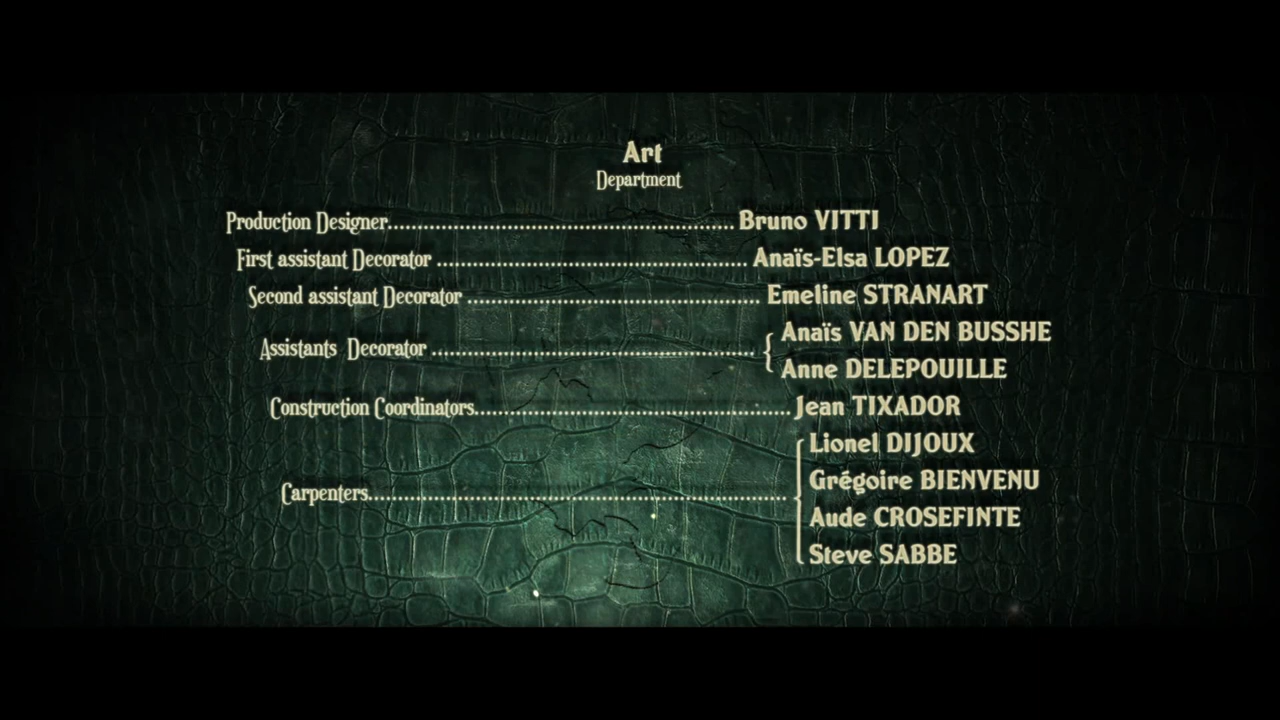 Art
Department
Production Designer........................................................ Bruno VITTI
First assistant Decorator .................................................. Anaïs-Elsa LOPEZ
Second assistant Decorator ............................................... Emeline STRANART
Assistants Decorator .................................................... { Anaïs VAN DEN BUSSHE
Anne DELEPOUILLE
Construction Coordinators................................................... Jean TIXADOR
Carpenters.................................................................... { Lionel DIJOUX
Grégoire BIENVENU
Aude CROSEFINTE
Steve SABBE